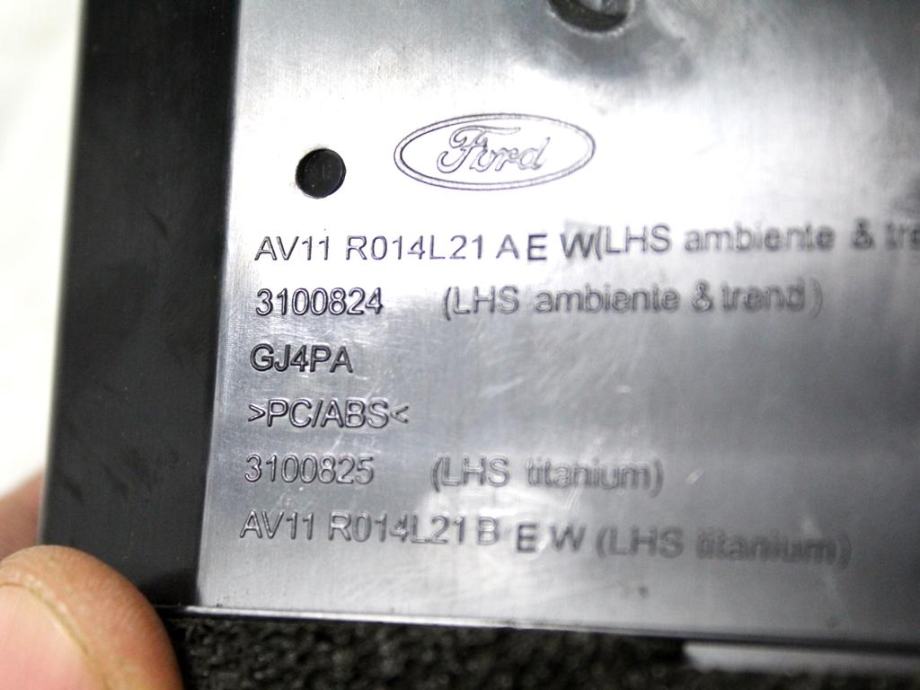 Ford
AV11 R014L21 A E W(LHS ambiente & tre
3100824 (LHS ambiente & trend)
GJ4PA
>PC/ABS<
3100825 (LHS titanium)
AV11 R014L21 B E W (LHS titanium)